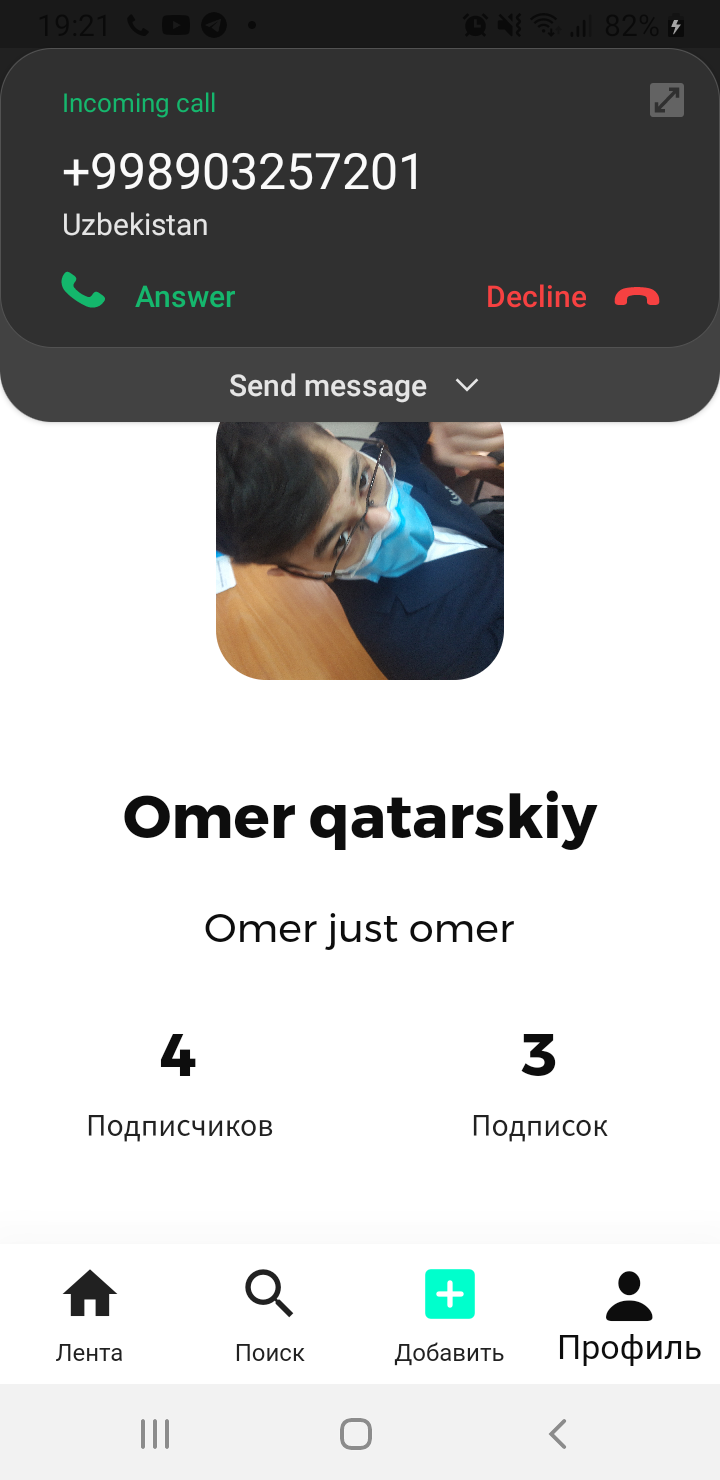 19:21 82%
Incoming call
+998903257201
Uzbekistan
Answer Decline
Send message
Omer qatarskiy
Omer just omer
4 3
Подписчиков Подписок
Лента Поиск Добавить Профиль